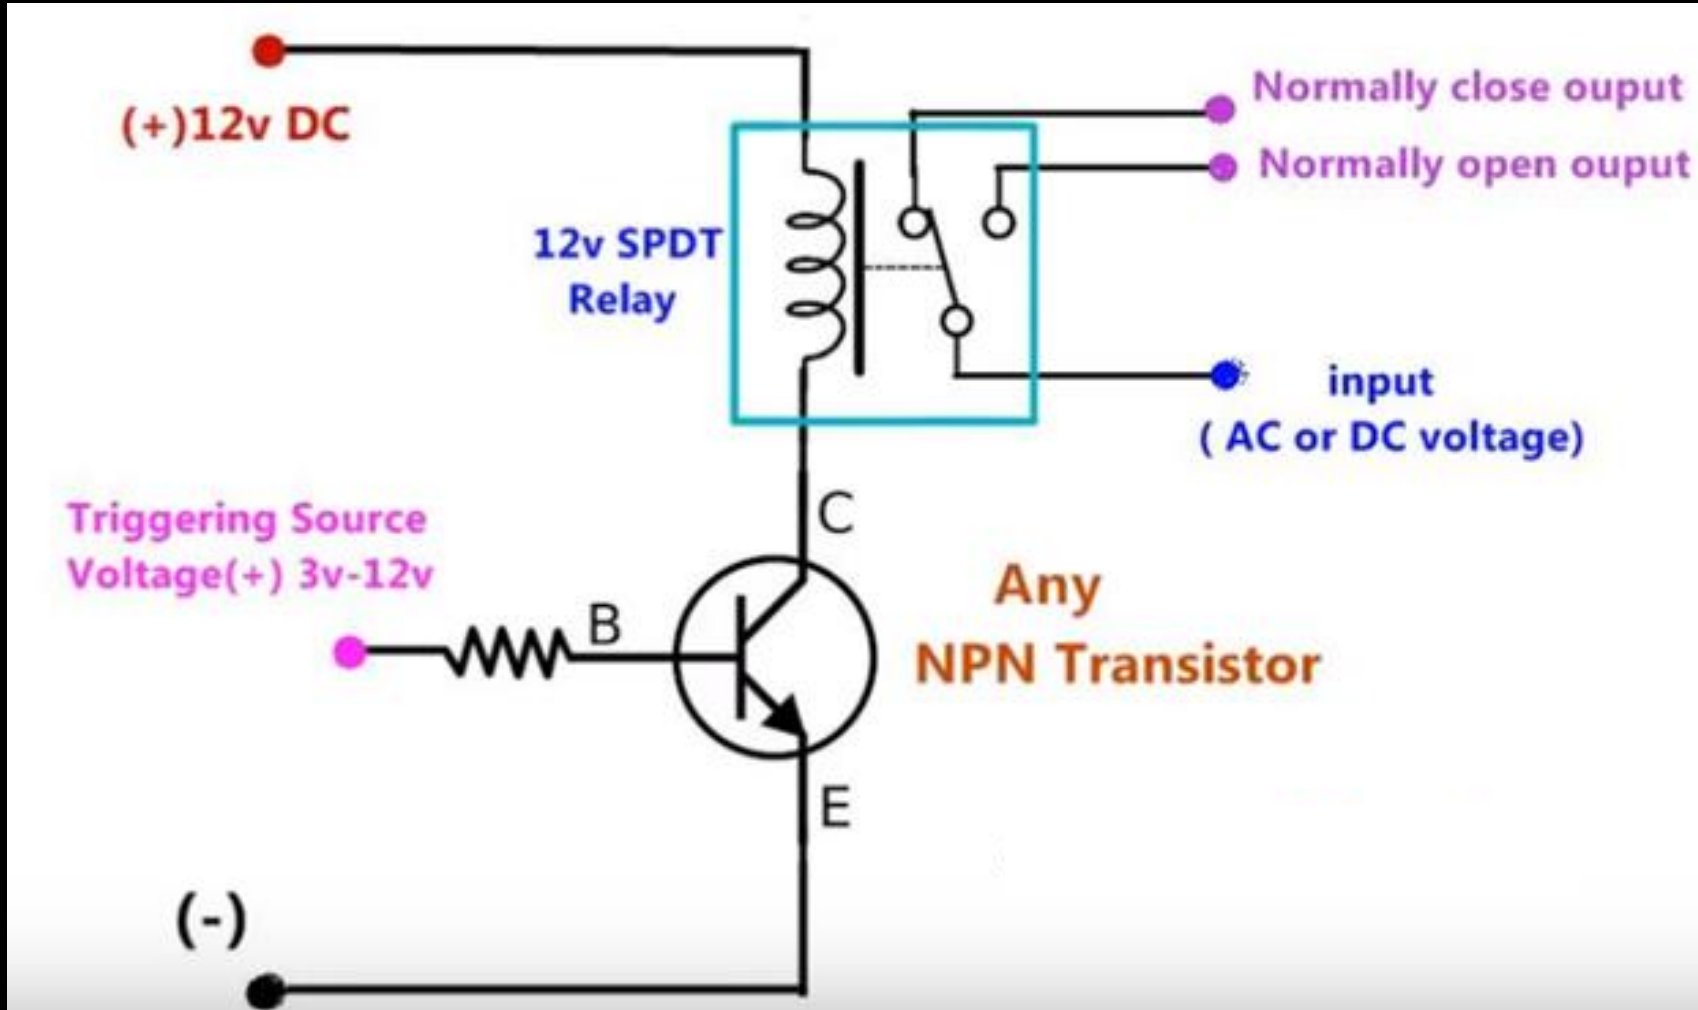 (+)12v DC
Normally close ouput
Normally open ouput
12v SPDT
Relay
input
( AC or DC voltage)
C
Triggering Source
Voltage(+) 3v-12v
B
Any
NPN Transistor
E
(-)